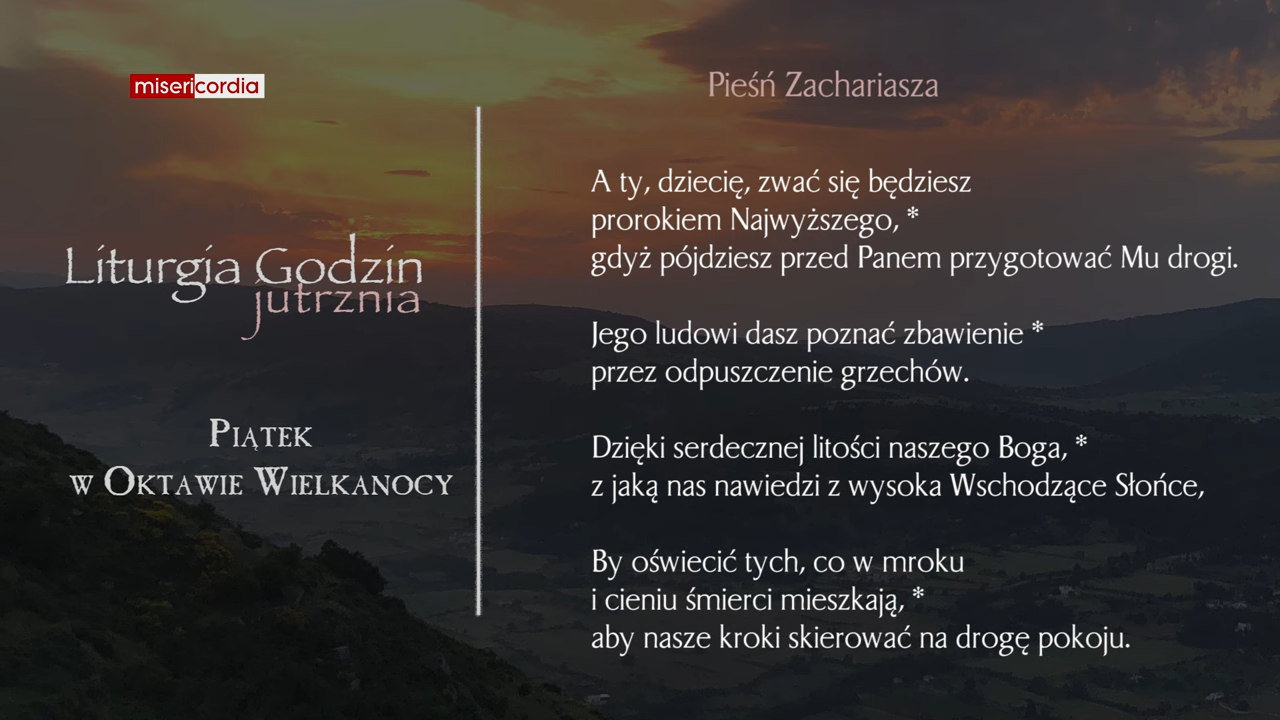 misericordia
Liturgia Godzin
jutrznia
Piątek
w Oktawie Wielkanocy
Pieśń Zachariasza
A ty, dziecię, zwać się będziesz
prorokiem Najwyższego, *
gdyż pójdziesz przed Panem przygotować Mu drogi.
Jego ludowi dasz poznać zbawienie *
przez odpuszczenie grzechów.
Dzięki serdecznej litości naszego Boga, *
z jaką nas nawiedzi z wysoka Wschodzące Słońce,
By oświecić tych, co w mroku
i cieniu śmierci mieszkają, *
aby nasze kroki skierować na drogę pokoju.